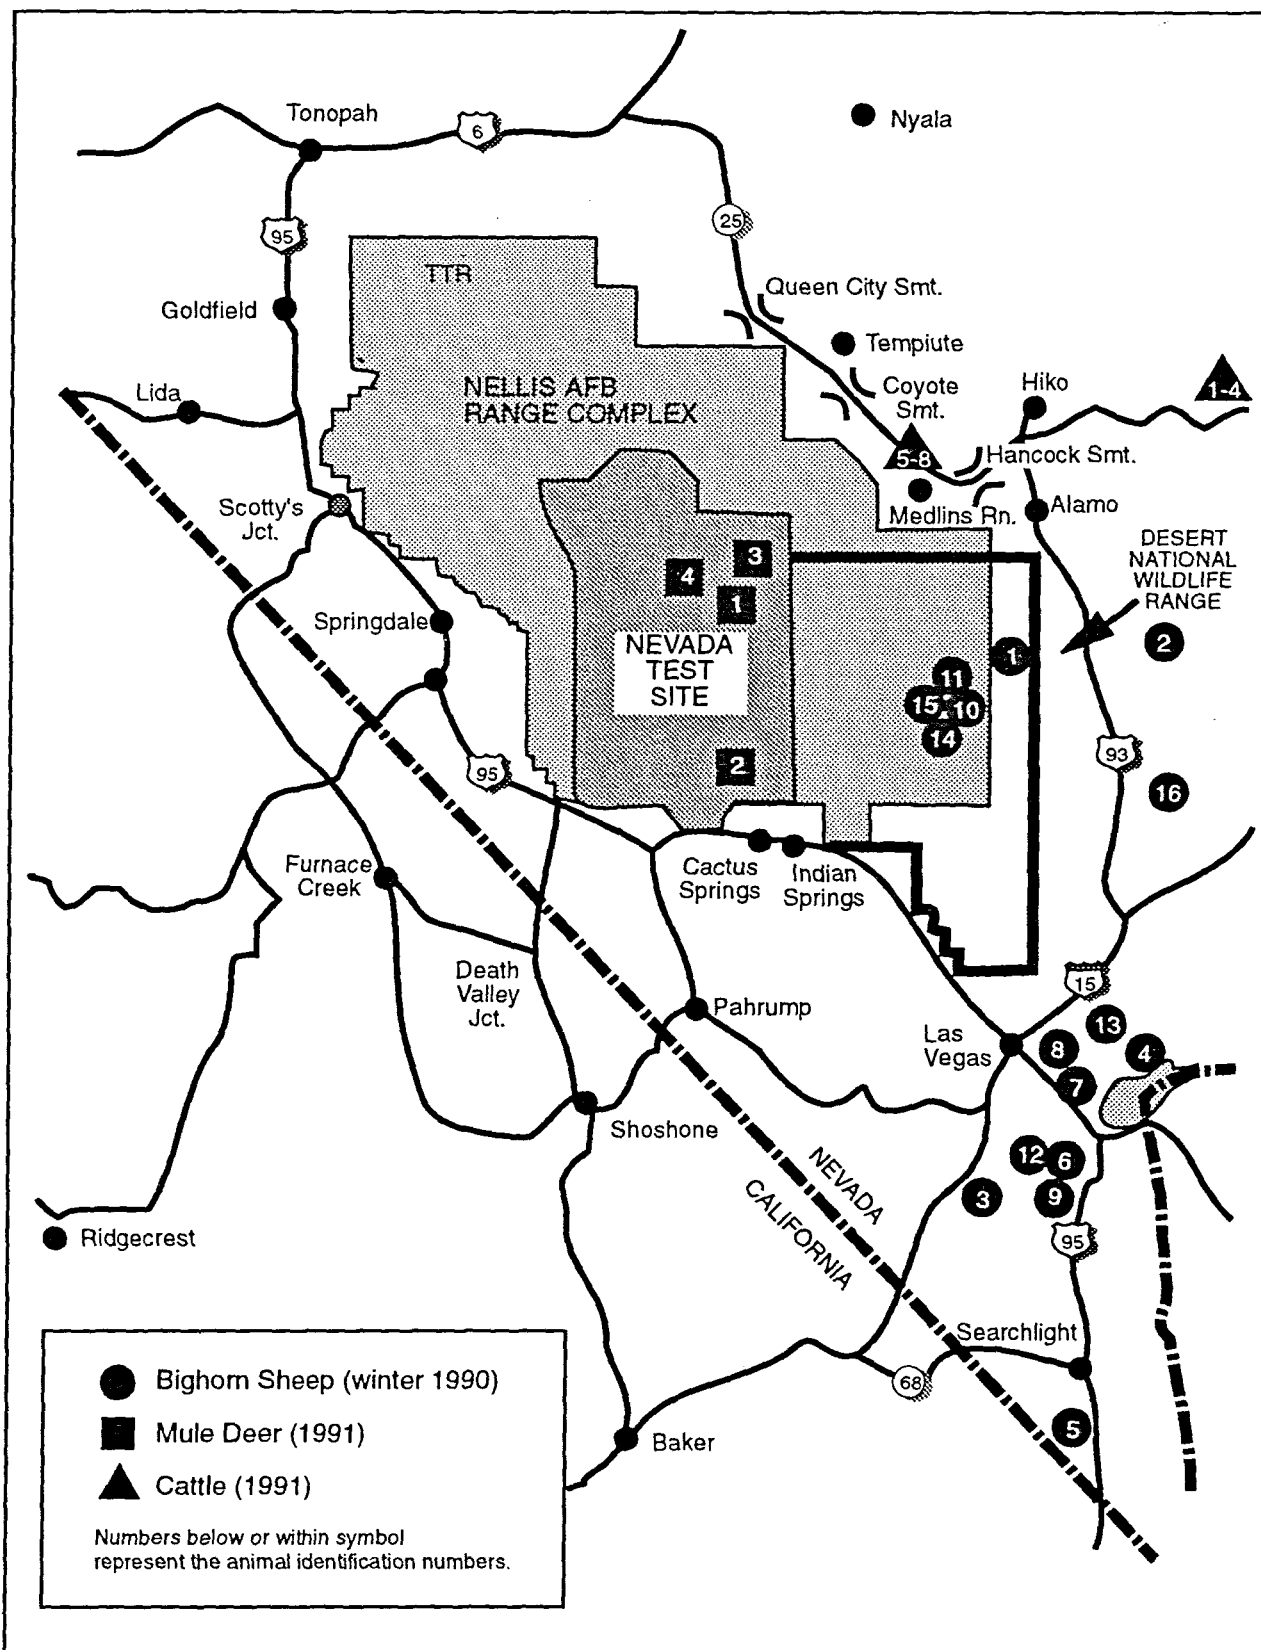 Tonopah
6
Nyala
25
95
TTR
Queen City Smt.
Goldfield
Tempiute
NELLIS AFB
RANGE COMPLEX
Coyote
Smt.
Hiko
1-4
Lida
5-8
Hancock Smt.
Scotty's
Jct.
Medlins Rn.
Alamo
DESERT
NATIONAL
WILDLIFE
RANGE
3
4
1
Springdale
NEVADA
TEST
SITE
1
2
11
15
10
14
2
95
93
16
Furnace
Creek
Cactus
Springs
Indian
Springs
Death
Valley
Jct.
15
Pahrump
Las
Vegas
13
8
4
7
Shoshone
NEVADA
CALIFORNIA
12
6
3
9
95
Ridgecrest
Searchlight
68
5
Baker
Bighorn Sheep (winter 1990)
Mule Deer (1991)
Cattle (1991)
Numbers below or within symbol
represent the animal identification numbers.